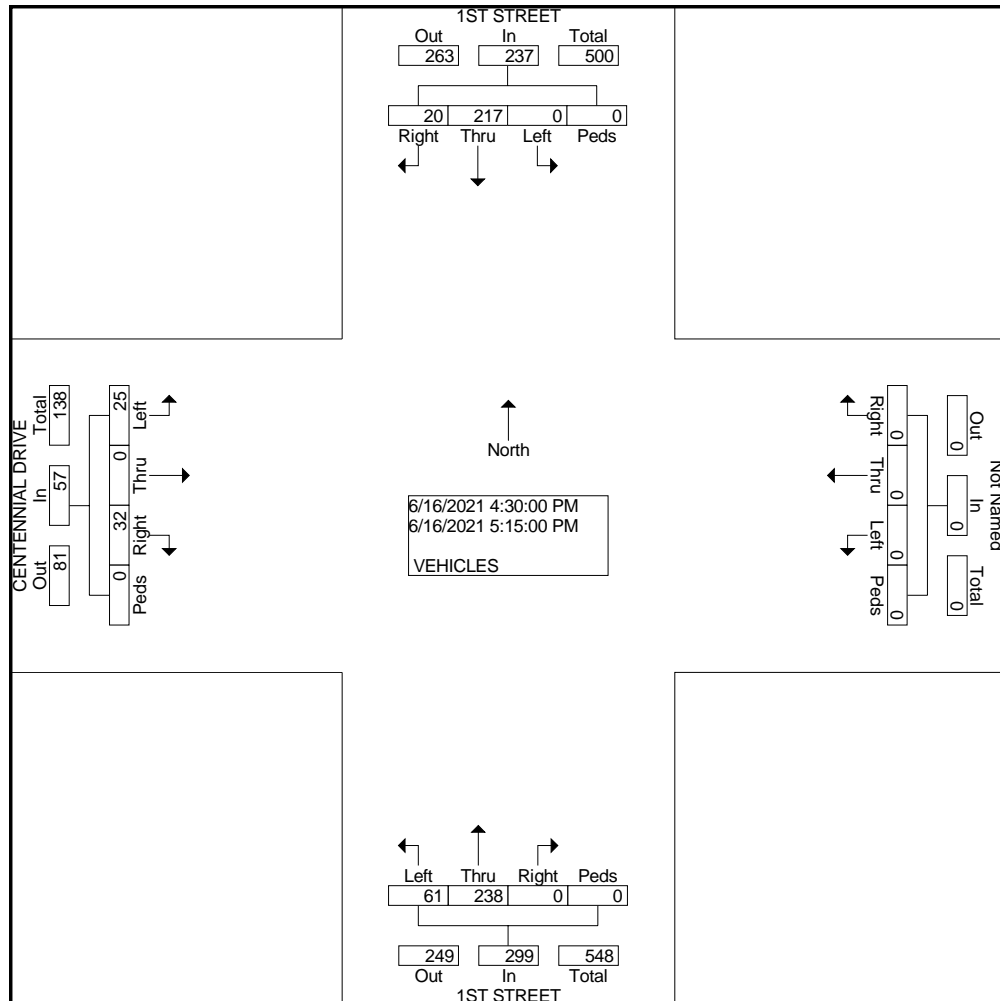 1ST STREET
Out In Total
263 237 500
20 217 0 0
Right Thru Left Peds
CENTENNIAL DRIVE
Total In Out
138 57 81
25 0 32 0
Left Thru Right Peds
North
6/16/2021 4:30:00 PM
6/16/2021 5:15:00 PM
VEHICLES
Right Thru Left Peds
0 0 0 0
Out In Total
0 0 0
Not Named
Left Thru Right Peds
61 238 0 0
249 299 548
Out In Total
1ST STREET